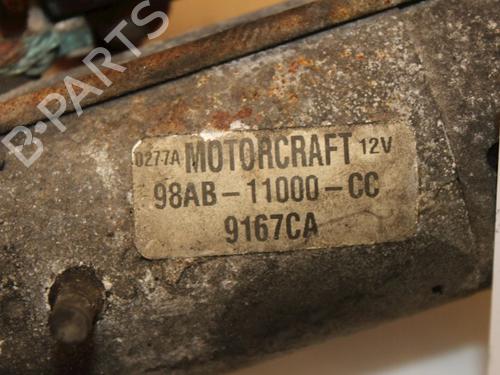 0277A MOTORCRAFT 12V
98AB-11000-CC
9167CA
B-PARTS